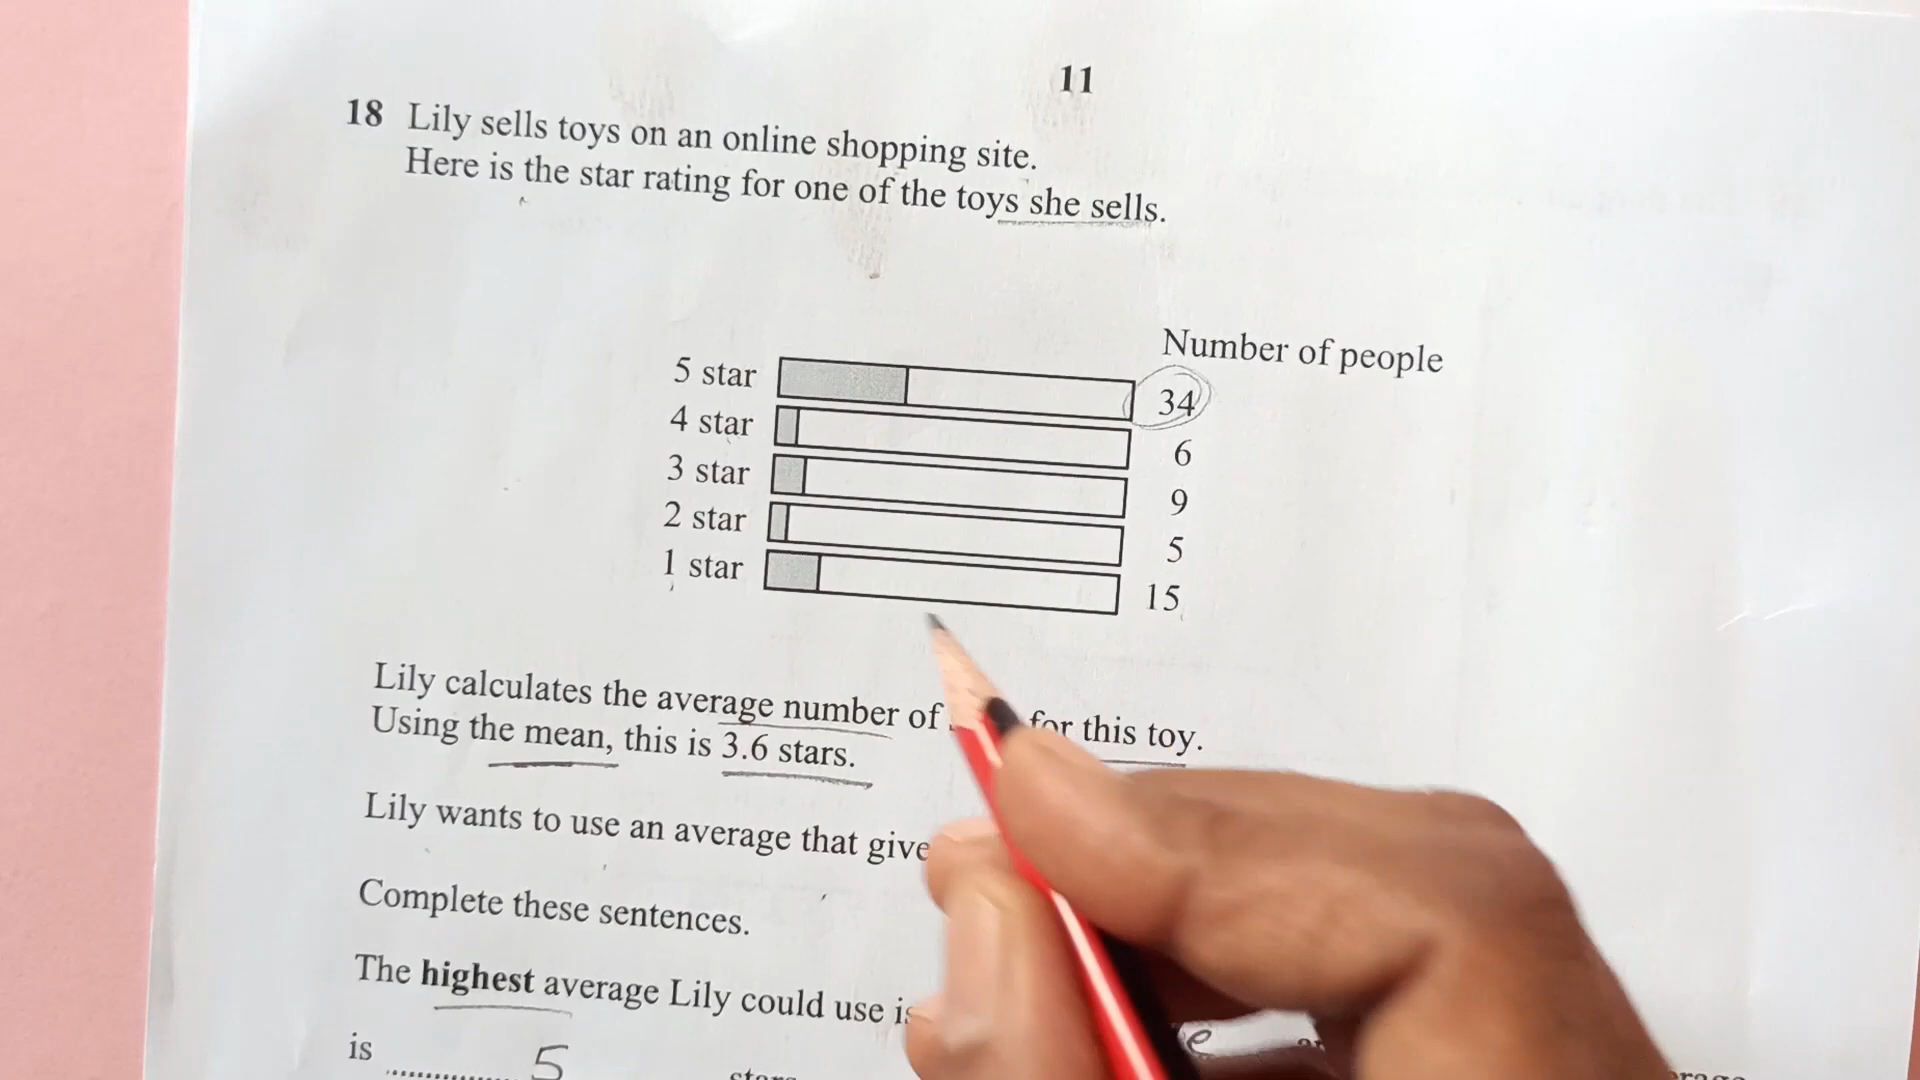 11
18 Lily sells toys on an online shopping site.
Here is the star rating for one of the toys she sells.
Number of people
5 star 34
4 star 6
3 star 9
2 star 5
1 star 15
Lily calculates the average number of for this toy.
Using the mean, this is 3.6 stars.
Lily wants to use an average that give
Complete these sentences.
The highest average Lily could use is
is 5